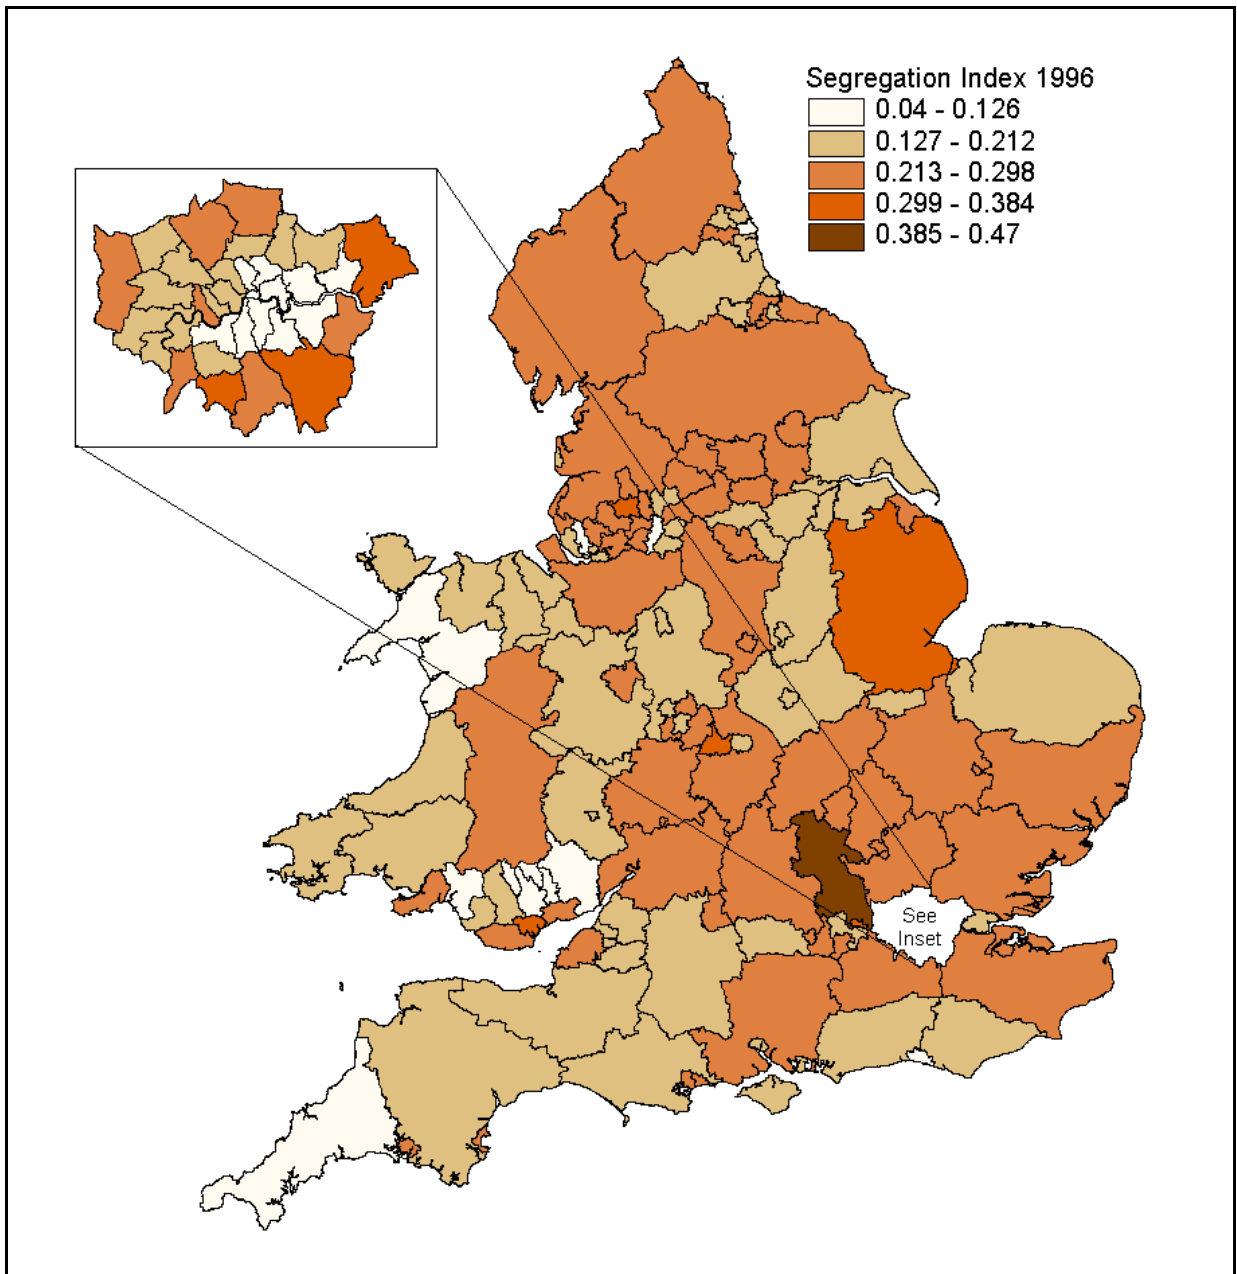 Segregation Index 1996
0.04 - 0.126
0.127 - 0.212
0.213 - 0.298
0.299 - 0.384
0.385 - 0.47
See
Inset